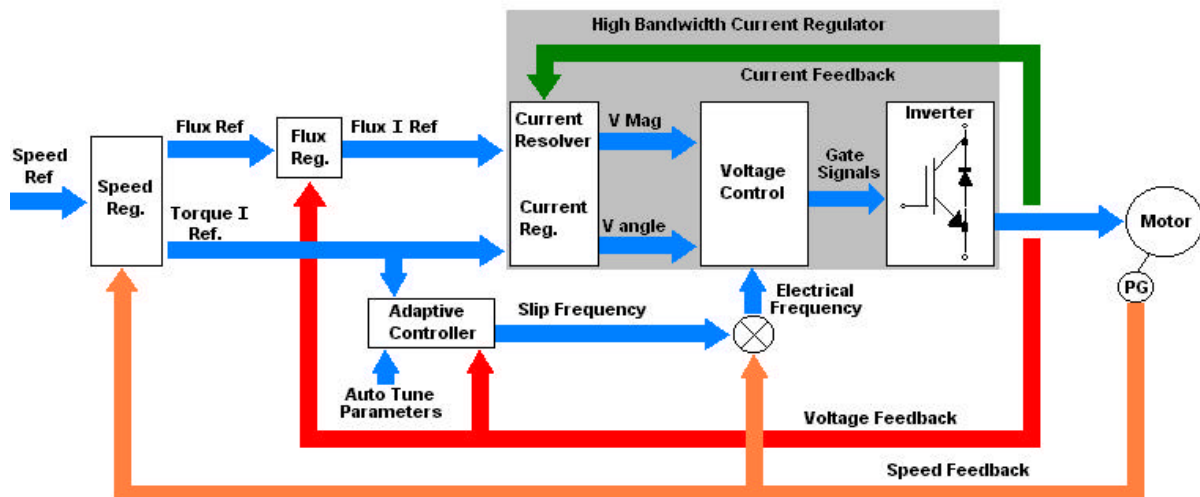 High Bandwidth Current Regulator
Current Feedback
Speed
Ref
Speed
Reg.
Flux Ref
Flux
Reg.
Flux I Ref
Torque I
Ref.
Current
Resolver
Current
Reg.
V Mag
V angle
Voltage
Control
Gate
Signals
Inverter
Motor
PG
Adaptive
Controller
Slip Frequency
Electrical
Frequency
Auto Tune
Parameters
Voltage Feedback
Speed Feedback